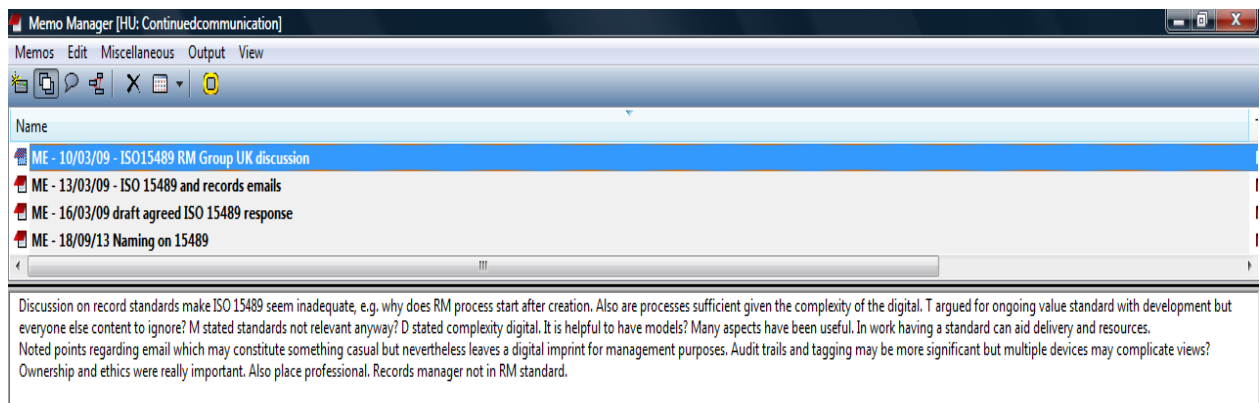 Memo Manager [HU: Continuedcommunication]
Memos Edit Miscellaneous Output View
Name
ME - 10/03/09 - ISO15489 RM Group UK discussion
ME - 13/03/09 - ISO 15489 and records emails
ME - 16/03/09 draft agreed ISO 15489 response
ME - 18/09/13 Naming on 15489
Discussion on record standards make ISO 15489 seem inadequate, e.g. why does RM process start after creation. Also are processes sufficient given the complexity of the digital. T argued for ongoing value standard with development but
everyone else content to ignore? M stated standards not relevant anyway? D stated complexity digital. It is helpful to have models? Many aspects have been useful. In work having a standard can aid delivery and resources.
Noted points regarding email which may constitute something casual but nevertheless leaves a digital imprint for management purposes. Audit trails and tagging may be more significant but multiple devices may complicate views?
Ownership and ethics were really important. Also place professional. Records manager not in RM standard.